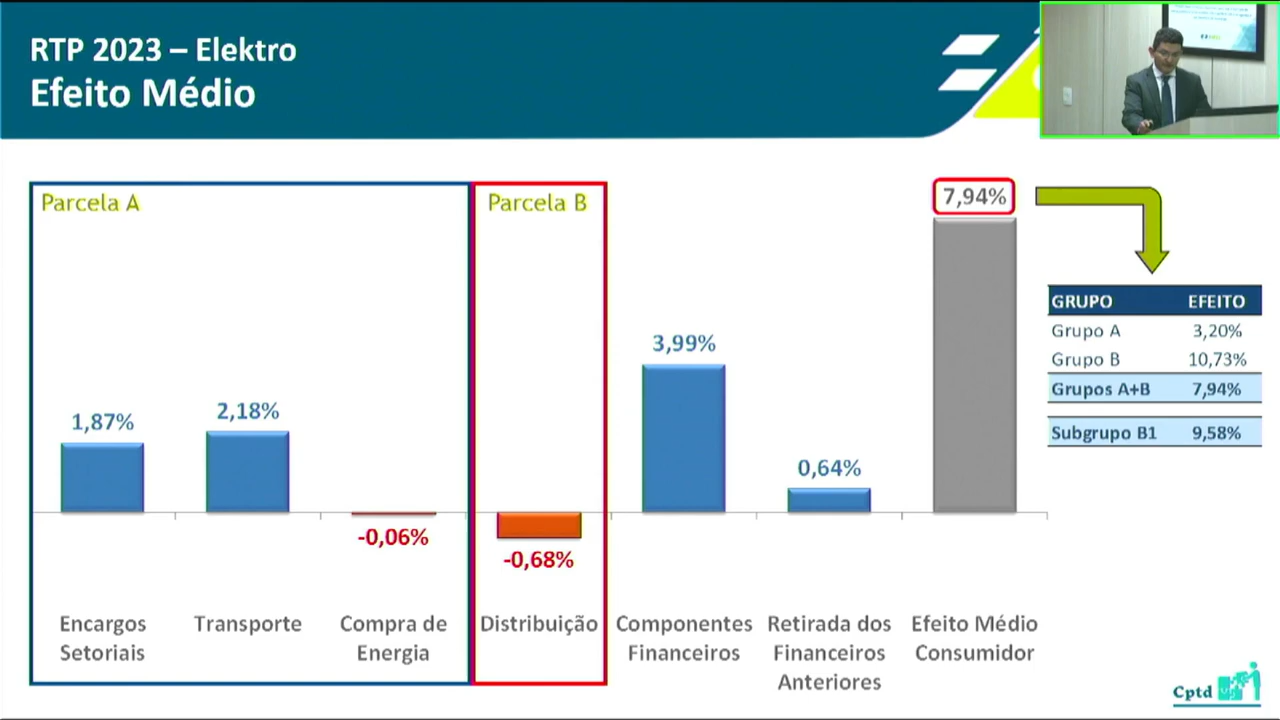 RTP 2023 – Elektro
Efeito Médio
Parcela A
Parcela B
7,94%
3,99%
2,18%
1,87%
0,64%
-0,06%
-0,68%
Encargos
Setoriais
Transporte
Compra de
Energia
Distribuição
Componentes
Financeiros
Retirada dos
Financeiros
Anteriores
Efeito Médio
Consumidor
GRUPO EFEITO
Grupo A 3,20%
Grupo B 10,73%
Grupos A+B 7,94%
Subgrupo B1 9,58%
Cptd